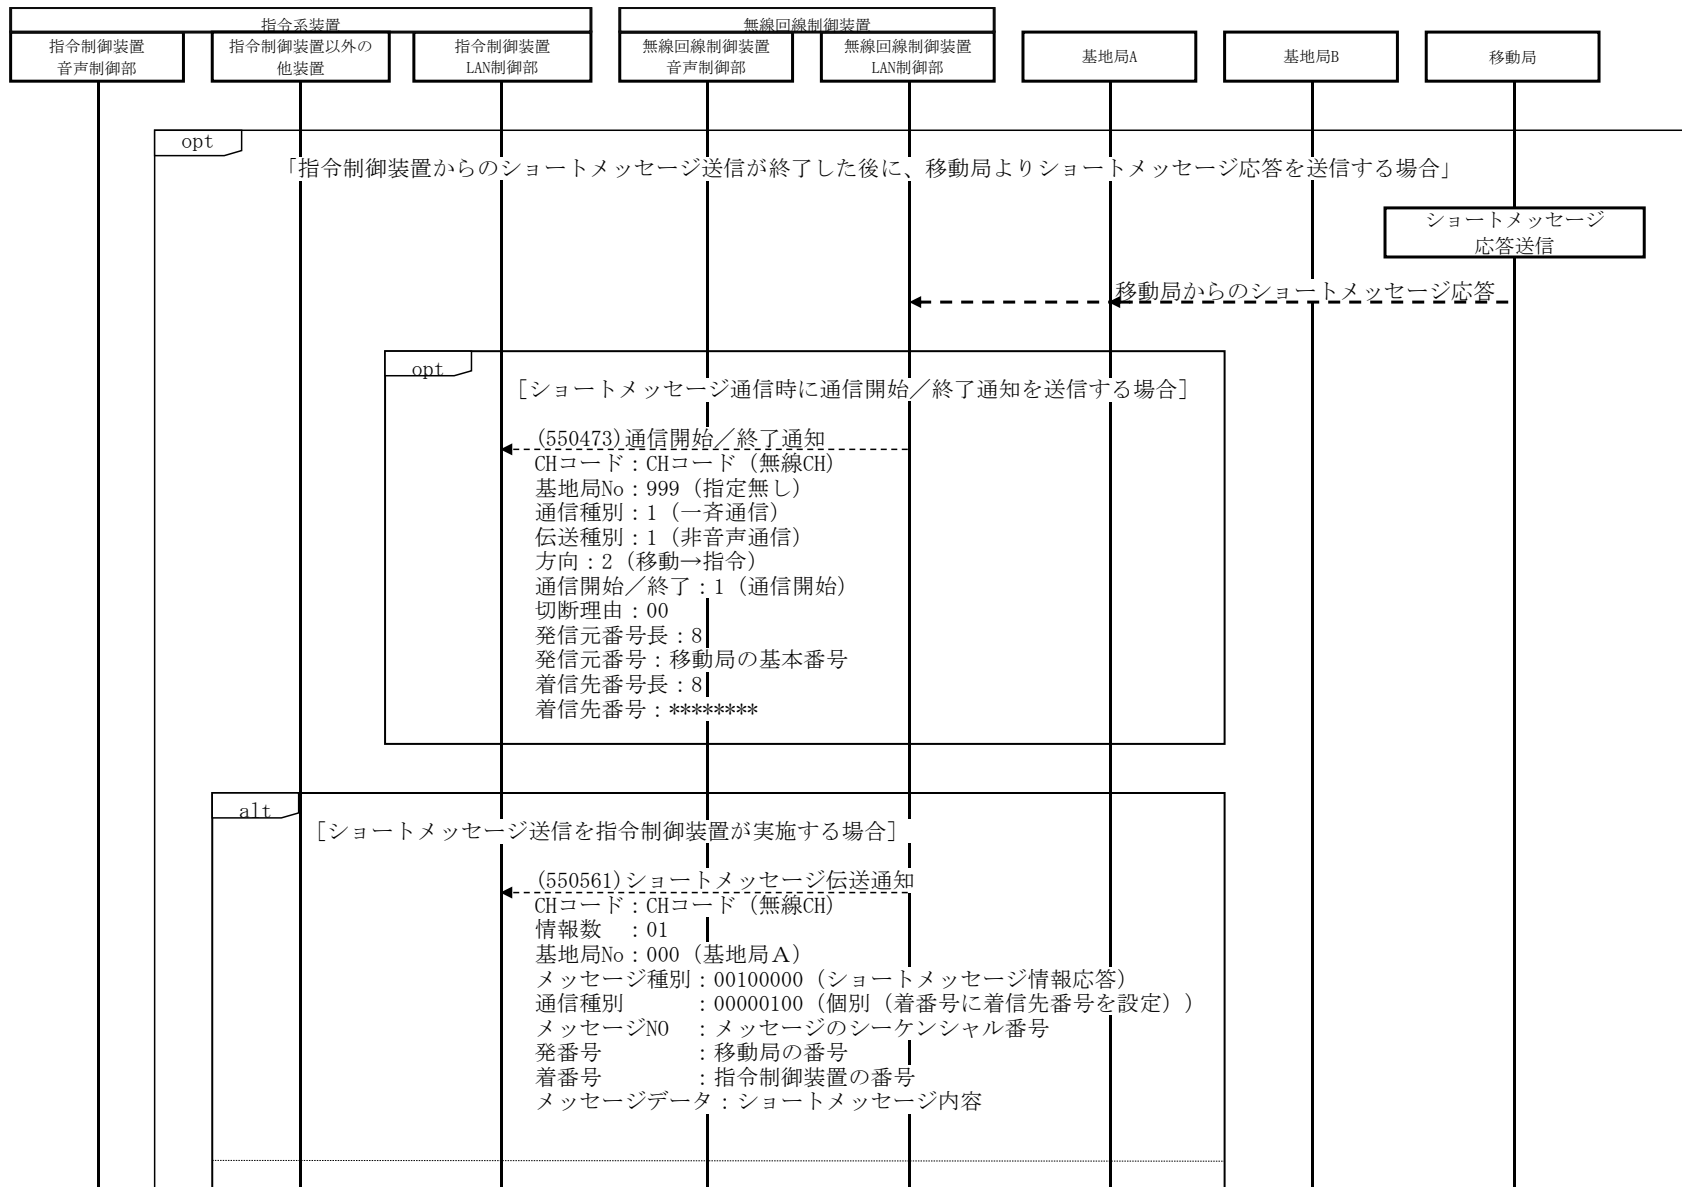 指令系装置
無線回線制御装置
指令制御装置
音声制御部
指令制御装置以外の
他装置
指令制御装置
LAN制御部
無線回線制御装置
音声制御部
無線回線制御装置
LAN制御部
基地局A
基地局B
移動局
opt
「指令制御装置からのショートメッセージ送信が終了した後に、移動局よりショートメッセージ応答を送信する場合」
ショートメッセージ
応答送信
移動局からのショートメッセージ応答
opt
[ショートメッセージ通信時に通信開始／終了通知を送信する場合]
(550473)通信開始／終了通知
CHコード：CHコード（無線CH）
基地局No：999（指定無し）
通信種別：1（一斉通信）
伝送種別：1（非音声通信）
方向：2（移動→指令）
通信開始／終了：1（通信開始）
切断理由：00
発信元番号長：8
発信元番号：移動局の基本番号
着信先番号長：8
着信先番号：********
alt
[ショートメッセージ送信を指令制御装置が実施する場合]
(550561)ショートメッセージ伝送通知
CHコード：CHコード（無線CH）
情報数　：01
基地局No：000（基地局Ａ）
メッセージ種別：00100000（ショートメッセージ情報応答）
通信種別　　　：00000100（個別（着番号に着信先番号を設定））
メッセージNO　：メッセージのシーケンシャル番号
発番号　　　　：移動局の番号
着番号　　　　：指令制御装置の番号
メッセージデータ：ショートメッセージ内容